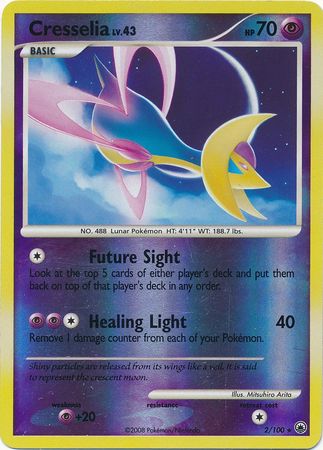 Cresselia LV.43 HP 70
BASIC
NO. 488 Lunar Pokémon HT: 4'11" WT: 188.7 lbs.
Future Sight
Look at the top 5 cards of either player's deck and put them
back on top of that player's deck in any order.
Healing Light 40
Remove 1 damage counter from each of your Pokémon.
Shiny particles are released from its wings like a veil. It is said
to represent the crescent moon.
Illus. Mitsuhiro Arita
weakness resistance retreat cost
+20
©2008 Pokémon/Nintendo 2/100 ★